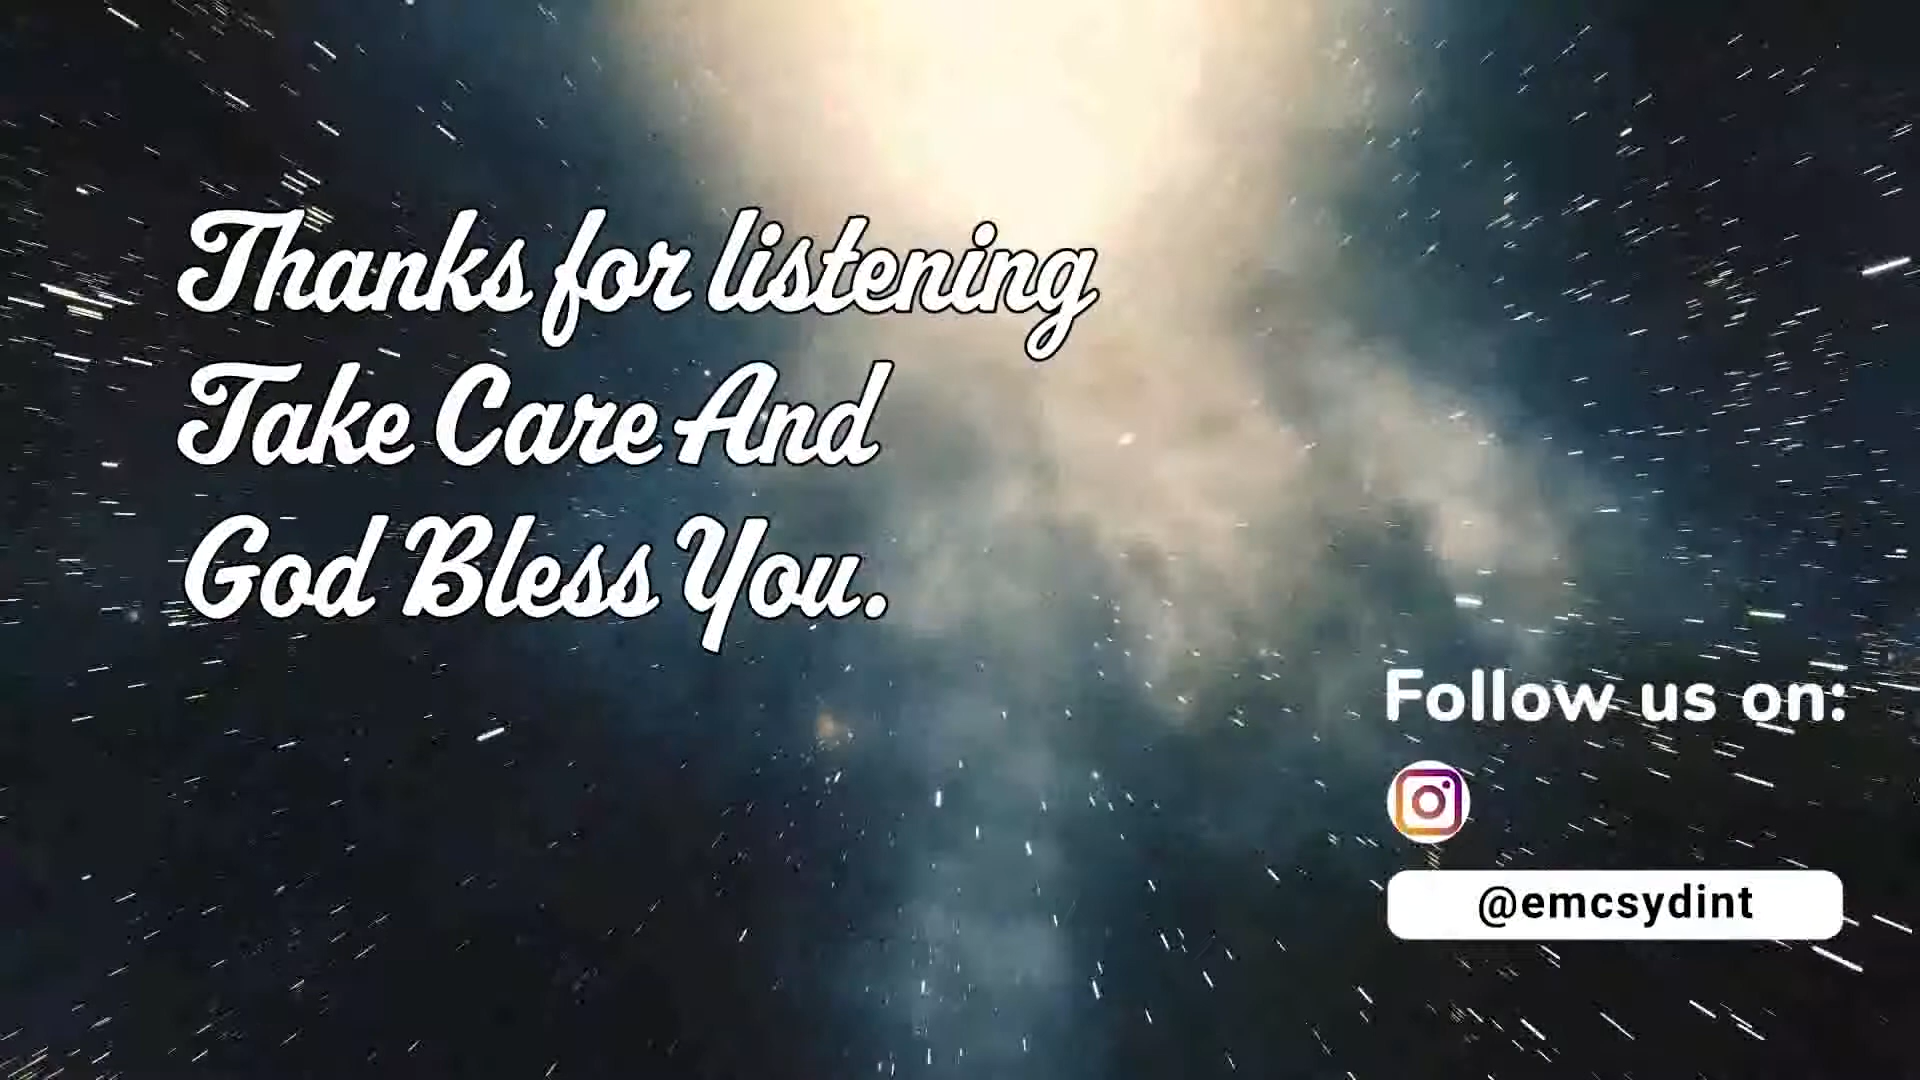 Thanks for listening
Take Care And
God Bless You.
Follow us on:
@emcsydint